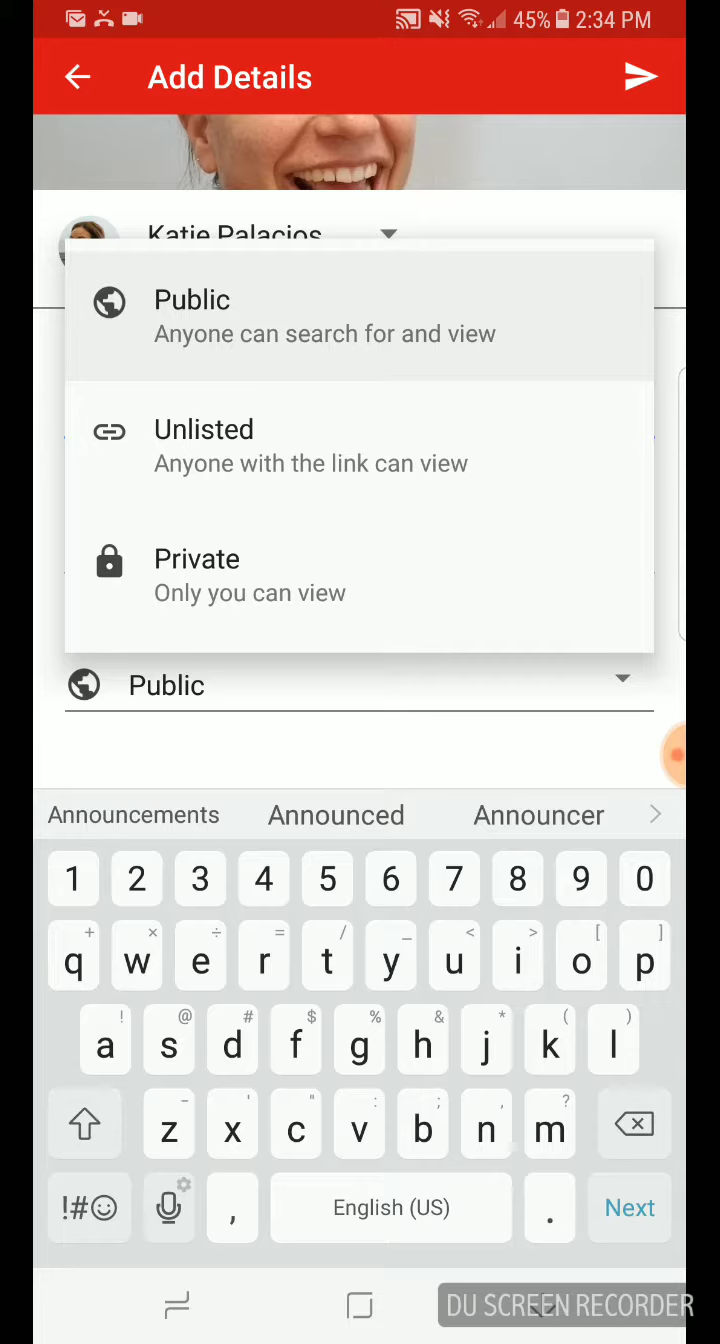 45% 2:34 PM
Add Details
Katie Palacios
Public
Anyone can search for and view
Unlisted
Anyone with the link can view
Private
Only you can view
Public
Announcements Announced Announcer
1 2 3 4 5 6 7 8 9 0
+ × ÷ = / _ < > [ ]
q w e r t y u i o p
! @ # $ % & * ( )
a s d f g h j k l
- ' " : ; , ?
z x c v b n m
!# , English (US) . Next
DU SCREEN RECORDER